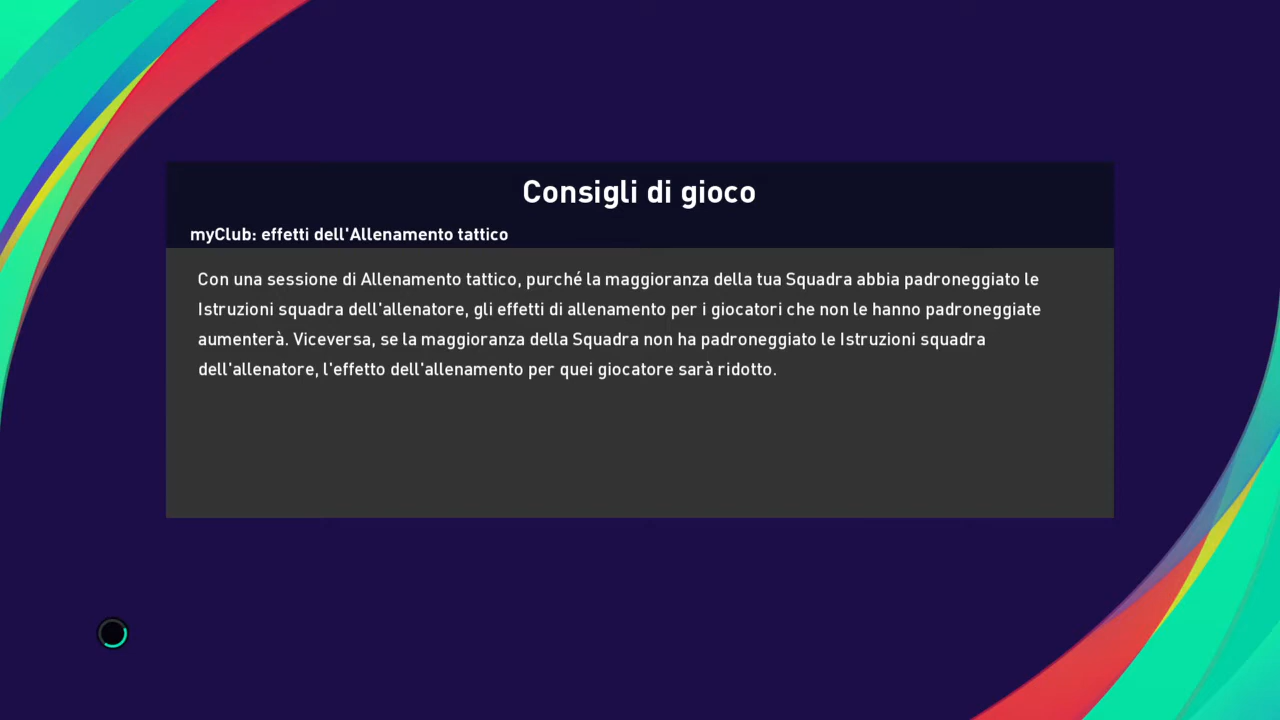 Consigli di gioco
myClub: effetti dell'Allenamento tattico
Con una sessione di Allenamento tattico, purché la maggioranza della tua Squadra abbia padroneggiato le
Istruzioni squadra dell'allenatore, gli effetti di allenamento per i giocatori che non le hanno padroneggiate
aumenterà. Viceversa, se la maggioranza della Squadra non ha padroneggiato le Istruzioni squadra
dell'allenatore, l'effetto dell'allenamento per quei giocatore sarà ridotto.